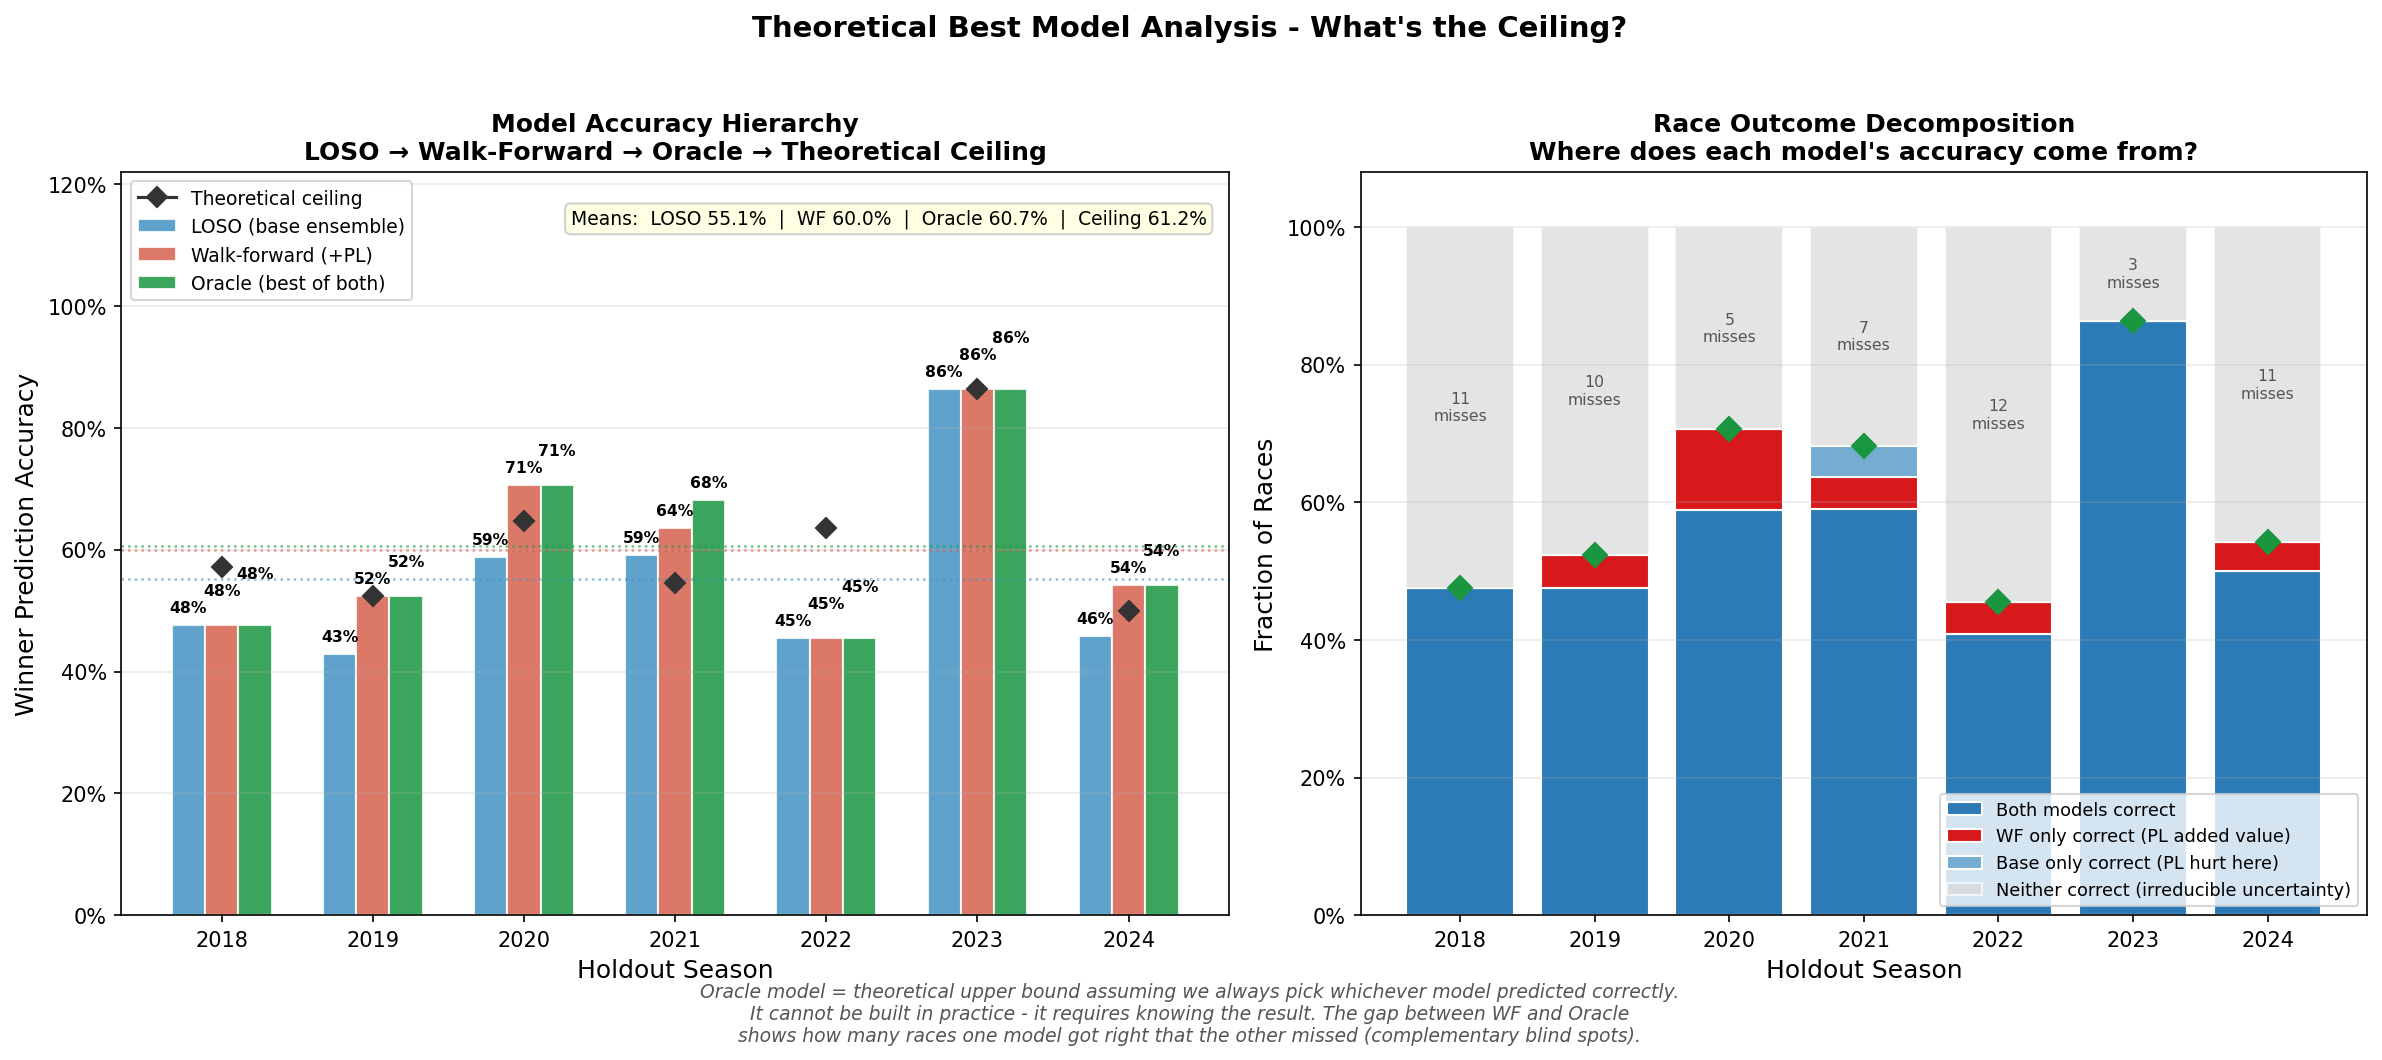 Theoretical Best Model Analysis - What's the Ceiling?
Model Accuracy Hierarchy
LOSO → Walk-Forward → Oracle → Theoretical Ceiling
Winner Prediction Accuracy
120%
100%
80%
60%
40%
20%
0%
Theoretical ceiling
LOSO (base ensemble)
Walk-forward (+PL)
Oracle (best of both)
Means:  LOSO 55.1%  |  WF 60.0%  |  Oracle 60.7%  |  Ceiling 61.2%
48%
48%
48%
43%
52%
52%
59%
71%
71%
59%
64%
68%
45%
45%
45%
86%
86%
86%
46%
54%
54%
2018
2019
2020
2021
2022
2023
2024
Holdout Season
Race Outcome Decomposition
Where does each model's accuracy come from?
Fraction of Races
100%
80%
60%
40%
20%
0%
11
misses
10
misses
5
misses
7
misses
12
misses
3
misses
11
misses
Both models correct
WF only correct (PL added value)
Base only correct (PL hurt here)
Neither correct (irreducible uncertainty)
2018
2019
2020
2021
2022
2023
2024
Holdout Season
Oracle model = theoretical upper bound assuming we always pick whichever model predicted correctly.
It cannot be built in practice - it requires knowing the result. The gap between WF and Oracle
shows how many races one model got right that the other missed (complementary blind spots).